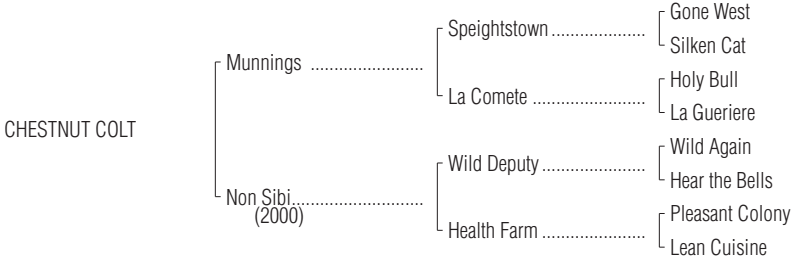 Gone West
Speightstown ......................
Silken Cat
Munnings ..........................
Holy Bull
La Comete ..........................
La Gueriere
CHESTNUT COLT
Wild Again
Wild Deputy ........................
Hear the Bells
Non Sibi..............................
(2000)
Pleasant Colony
Health Farm ........................
Lean Cuisine